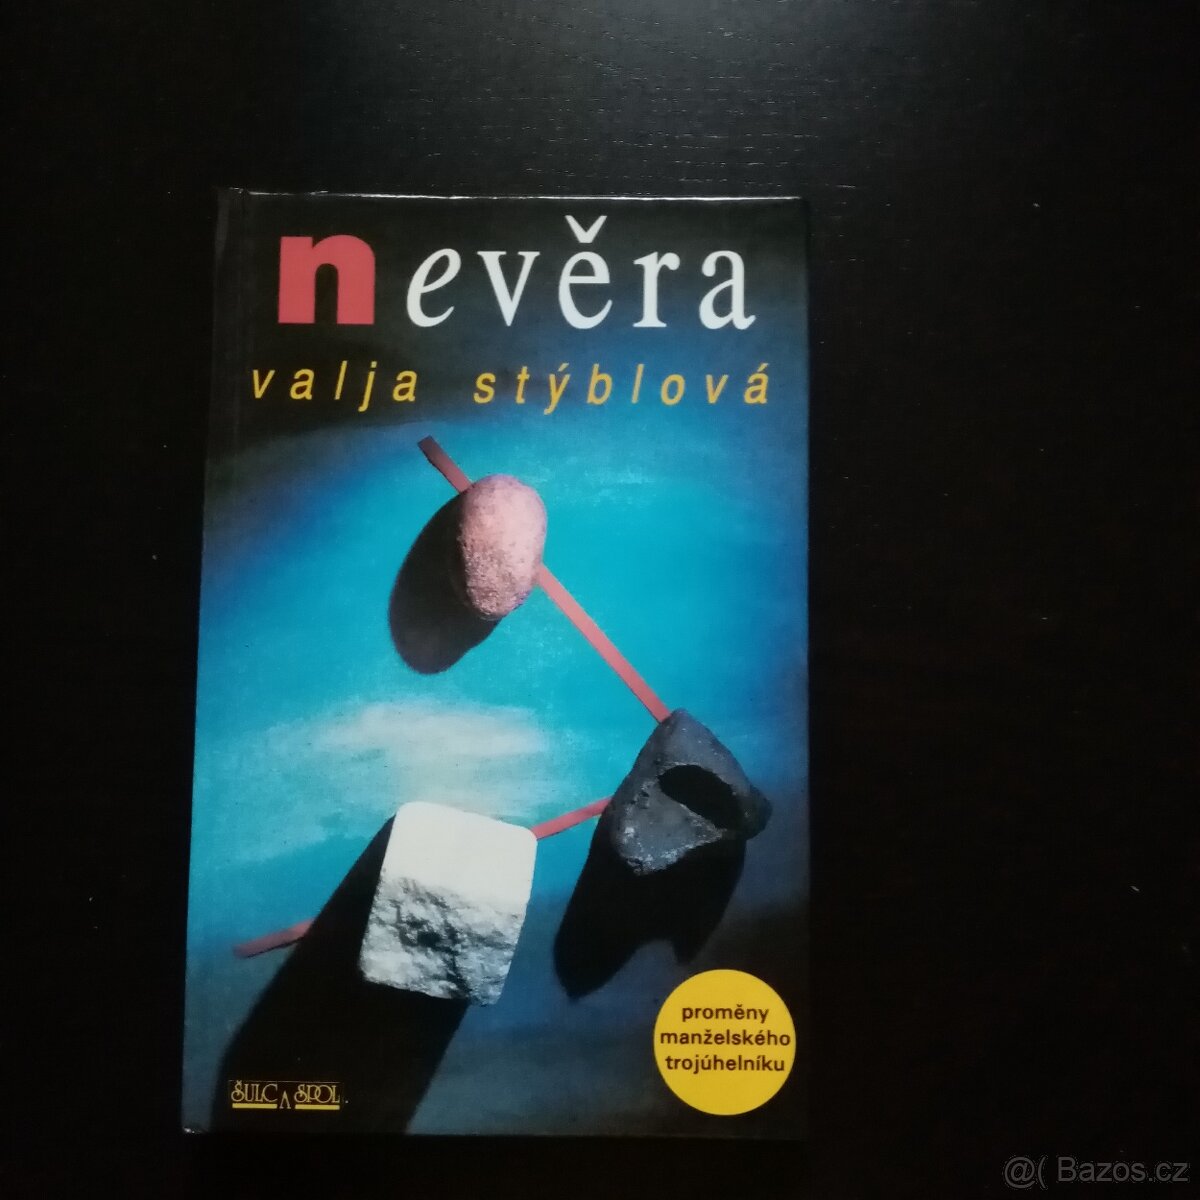 nevěra
valja stýblová
proměny
manželského
trojúhelníku
ŠULC A SPOL.
@( Bazos.cz